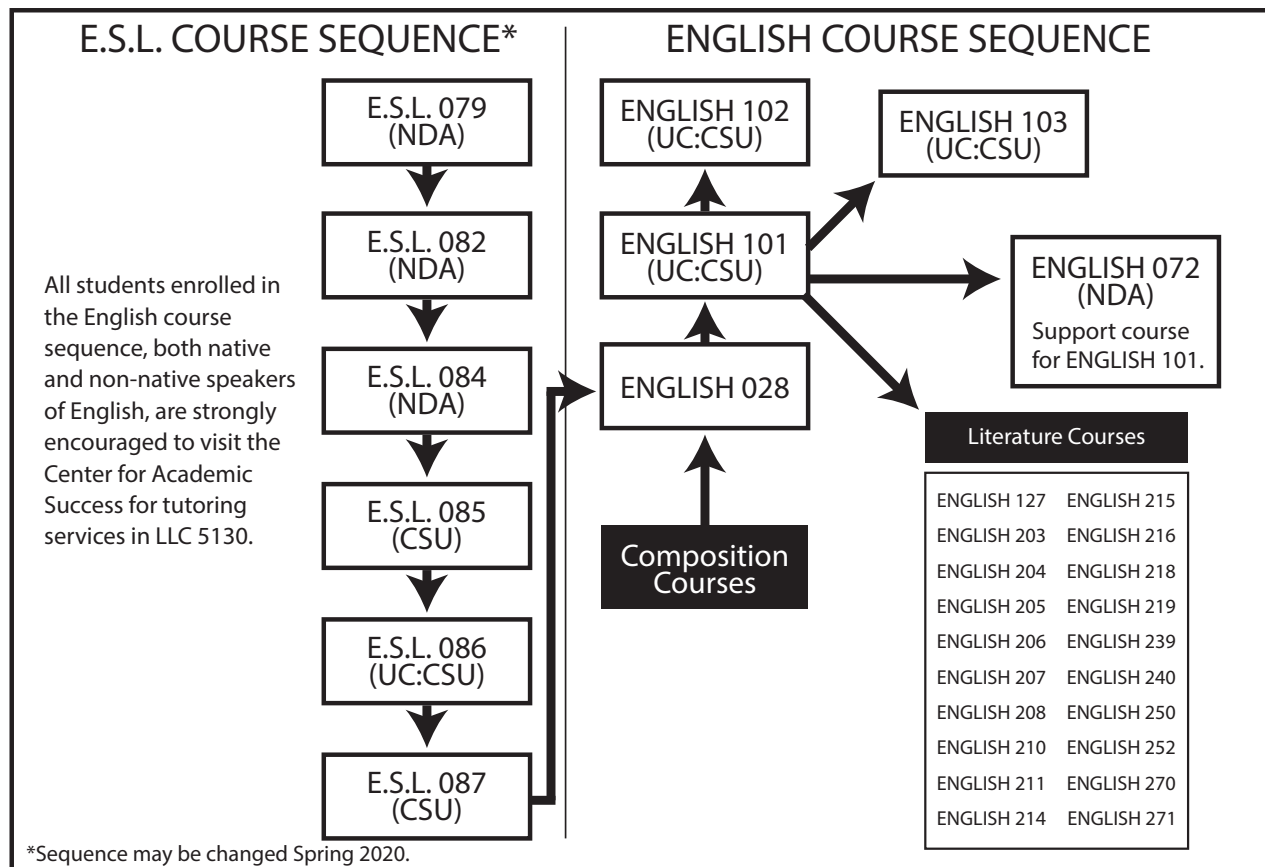 E.S.L. COURSE SEQUENCE*
E.S.L. 079
(NDA)
E.S.L. 082
(NDA)
E.S.L. 084
(NDA)
E.S.L. 085
(CSU)
E.S.L. 086
(UC:CSU)
E.S.L. 087
(CSU)
All students enrolled in
the English course
sequence, both native
and non-native speakers
of English, are strongly
encouraged to visit the
Center for Academic
Success for tutoring
services in LLC 5130.
*Sequence may be changed Spring 2020.
ENGLISH COURSE SEQUENCE
ENGLISH 102
(UC:CSU)
ENGLISH 103
(UC:CSU)
ENGLISH 101
(UC:CSU)
ENGLISH 072
(NDA)
Support course
for ENGLISH 101.
ENGLISH 028
Composition
Courses
Literature Courses
ENGLISH 127 ENGLISH 215
ENGLISH 203 ENGLISH 216
ENGLISH 204 ENGLISH 218
ENGLISH 205 ENGLISH 219
ENGLISH 206 ENGLISH 239
ENGLISH 207 ENGLISH 240
ENGLISH 208 ENGLISH 250
ENGLISH 210 ENGLISH 252
ENGLISH 211 ENGLISH 270
ENGLISH 214 ENGLISH 271